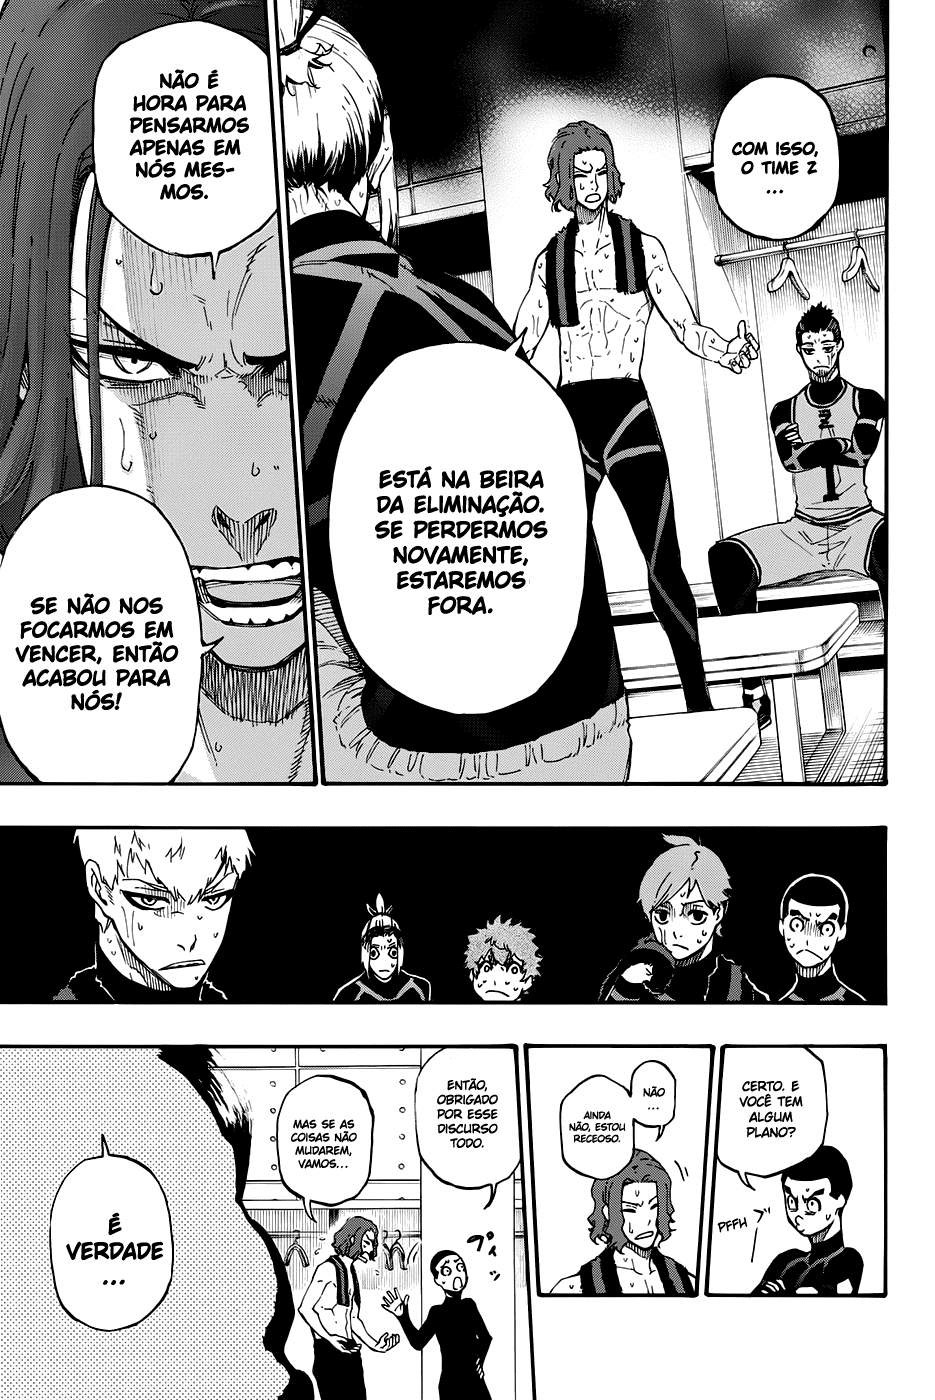 COM ISSO,
O TIME Z
...
ESTÁ NA BEIRA
DA ELIMINAÇÃO.
SE PERDERMOS
NOVAMENTE,
ESTAREMOS
FORA.
NÃO É
HORA PARA
PENSARMOS
APENAS EM
NÓS MES-
MOS.
SE NÃO NOS
FOCARMOS EM
VENCER, ENTÃO
ACABOU PARA
NÓS!
CERTO. E
VOCÊ TEM
ALGUM
PLANO?
PFFH
NÃO
...
AINDA
NÃO, ESTOU
RECEOSO.
ENTÃO,
OBRIGADO
POR ESSE
DISCURSO
TODO.
プイッ
MAS SE AS
COISAS NÃO
MUDAREM,
VAMOS...
É
VERDADE
...